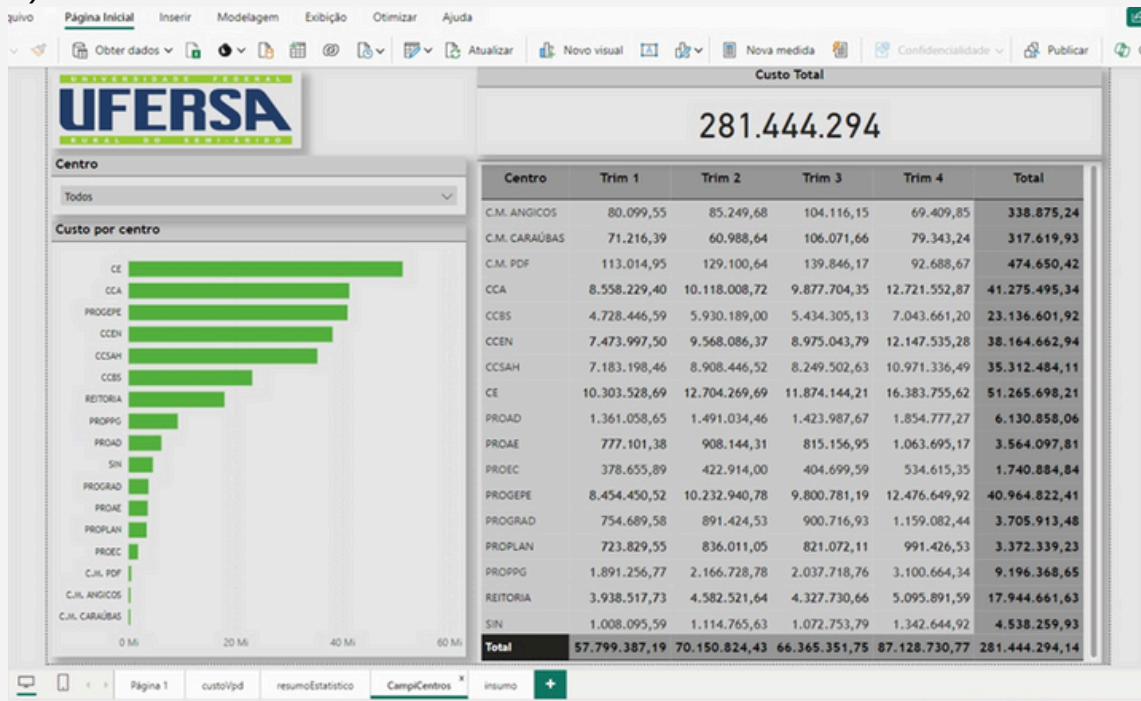 quivo Página Inicial Inserir Modelagem Exibição Otimizar Ajuda
Obter dados Atualizar Novo visual Nova medida Confidencialidade Publicar
UNIVERSIDADE FEDERAL
UFERSA
RURAL DO SEMI-ÁRIDO
Custo Total
281.444.294
Centro
Todos
Custo por centro
CE
CCA
PROGEPE
CCEN
CCSAH
CCBS
REITORIA
PROPPG
PROAD
SIN
PROGRAD
PROAE
PROPLAN
PROEC
C.M. PDF
C.M. ANGICOS
C.M. CARAÚBAS
0 Mi 20 Mi 40 Mi 60 Mi
Centro Trim 1 Trim 2 Trim 3 Trim 4 Total
C.M. ANGICOS 80.099,55 85.249,68 104.116,15 69.409,85 338.875,24
C.M. CARAÚBAS 71.216,39 60.988,64 106.071,66 79.343,24 317.619,93
C.M. PDF 113.014,95 129.100,64 139.846,17 92.688,67 474.650,42
CCA 8.558.229,40 10.118.008,72 9.877.704,35 12.721.552,87 41.275.495,34
CCBS 4.728.446,59 5.930.189,00 5.434.305,13 7.043.661,20 23.136.601,92
CCEN 7.473.997,50 9.568.086,37 8.975.043,79 12.147.535,28 38.164.662,94
CCSAH 7.183.198,46 8.908.446,52 8.249.502,63 10.971.336,49 35.312.484,11
CE 10.303.528,69 12.704.269,69 11.874.144,21 16.383.755,62 51.265.698,21
PROAD 1.361.058,65 1.491.034,46 1.423.987,67 1.854.777,27 6.130.858,06
PROAE 777.101,38 908.144,31 815.156,95 1.063.695,17 3.564.097,81
PROEC 378.655,89 422.914,00 404.699,59 534.615,35 1.740.884,84
PROGEPE 8.454.450,52 10.232.940,78 9.800.781,19 12.476.649,92 40.964.822,41
PROGRAD 754.689,58 891.424,53 900.716,93 1.159.082,44 3.705.913,48
PROPLAN 723.829,55 836.011,05 821.072,11 991.426,53 3.372.339,23
PROPPG 1.891.256,77 2.166.728,78 2.037.718,76 3.100.664,34 9.196.368,65
REITORIA 3.938.517,73 4.582.521,64 4.327.730,66 5.095.891,59 17.944.661,63
SIN 1.008.095,59 1.114.765,63 1.072.753,79 1.342.644,92 4.538.259,93
Total 57.799.387,19 70.150.824,43 66.365.351,75 87.128.730,77 281.444.294,14
Página 1 custoVpd resumoEstatistico CampiCentros insumo